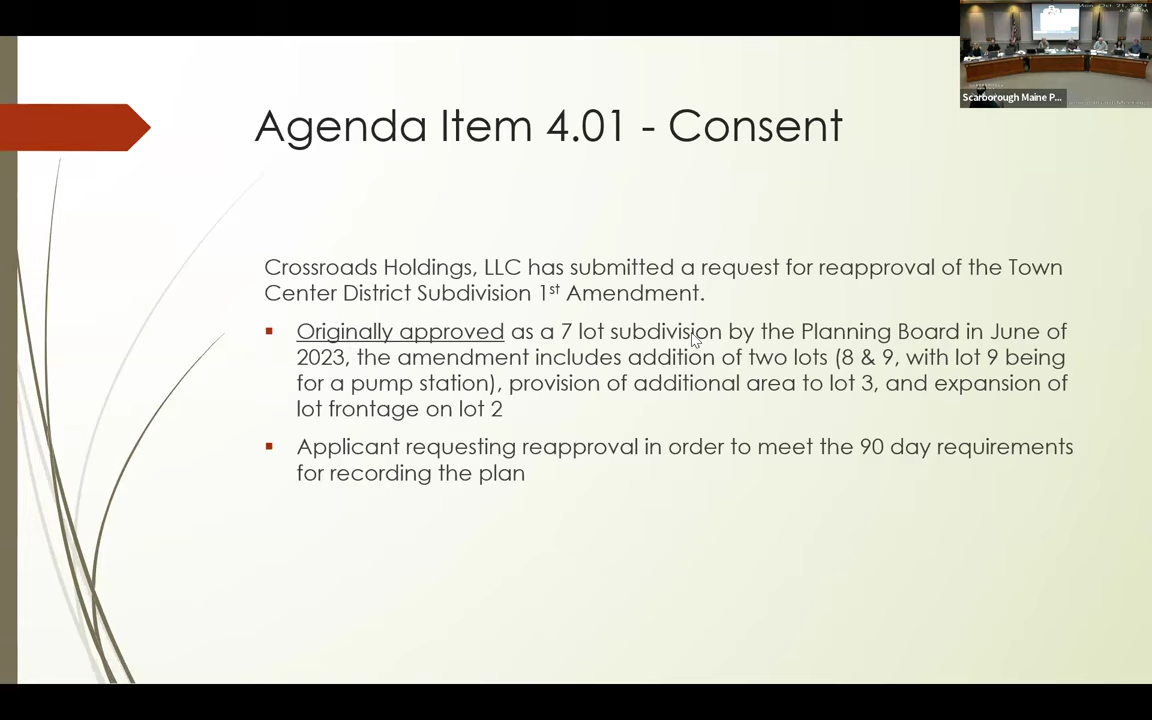 Mon, Oct 21, 2024
Scarborough Maine P...
Agenda Item 4.01 - Consent
Crossroads Holdings, LLC has submitted a request for reapproval of the Town
Center District Subdivision 1st Amendment.
Originally approved as a 7 lot subdivision by the Planning Board in June of
2023, the amendment includes addition of two lots (8 & 9, with lot 9 being
for a pump station), provision of additional area to lot 3, and expansion of
lot frontage on lot 2
Applicant requesting reapproval in order to meet the 90 day requirements
for recording the plan